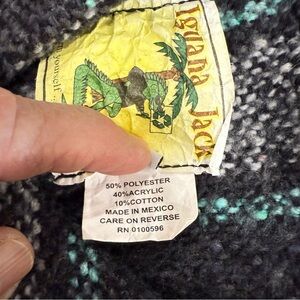 Iguana Jack
50% POLYESTER
40%ACRYLIC
10%COTTON
MADE IN MEXICO
CARE ON REVERSE
RN 0100596